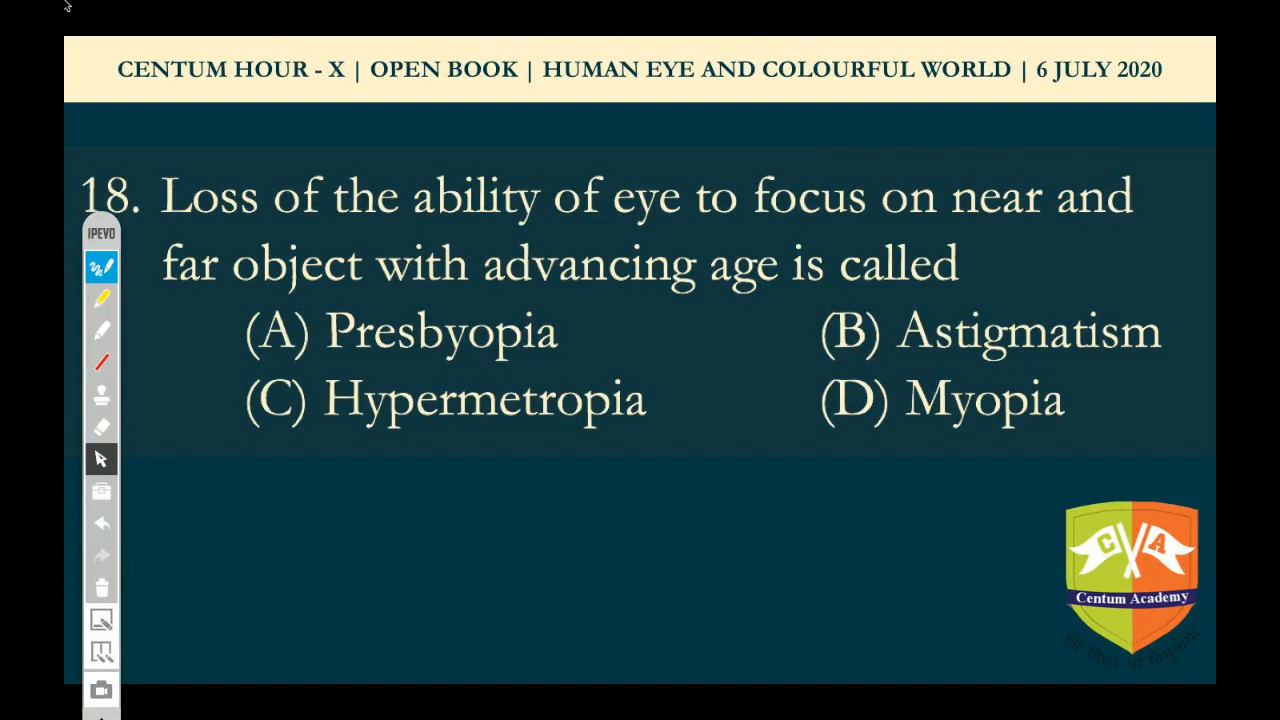 CENTUM HOUR - X | OPEN BOOK | HUMAN EYE AND COLOURFUL WORLD | 6 JULY 2020
18. Loss of the ability of eye to focus on near and
far object with advancing age is called
(A) Presbyopia (B) Astigmatism
(C) Hypermetropia (D) Myopia
IPEVO
C A
Centum Academy